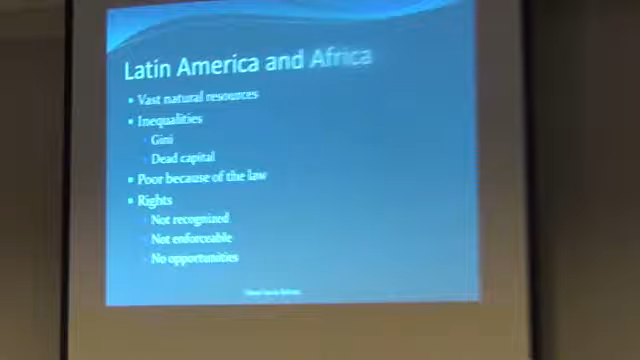 Latin America and Africa
Vast natural resources
Inequalities
Gini
Dead capital
Poor because of the law
Rights
Not recognized
Not enforceable
No opportunities